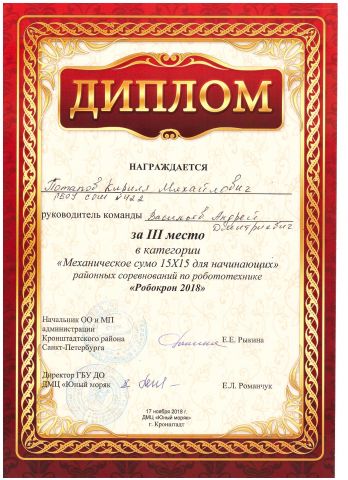 ДИПЛОМ
НАГРАЖДАЕТСЯ
Потапов Кирилл Михайлович
ГБОУ СОШ №422
руководитель команды Васильев Андрей
Дмитриевич
за III место
в категории
«Механическое сумо 15X15 для начинающих»
районных соревнований по робототехнике
«Робокрон 2018»
Начальник ОО и МП
администрации
Кронштадтского района
Санкт-Петербурга
Е.Е. Рыкина
Директор ГБУ ДО
ДМЦ «Юный моряк»
Е.Л. Романчук
17 ноября 2018 г.
ДМЦ «Юный моряк»
г. Кронштадт